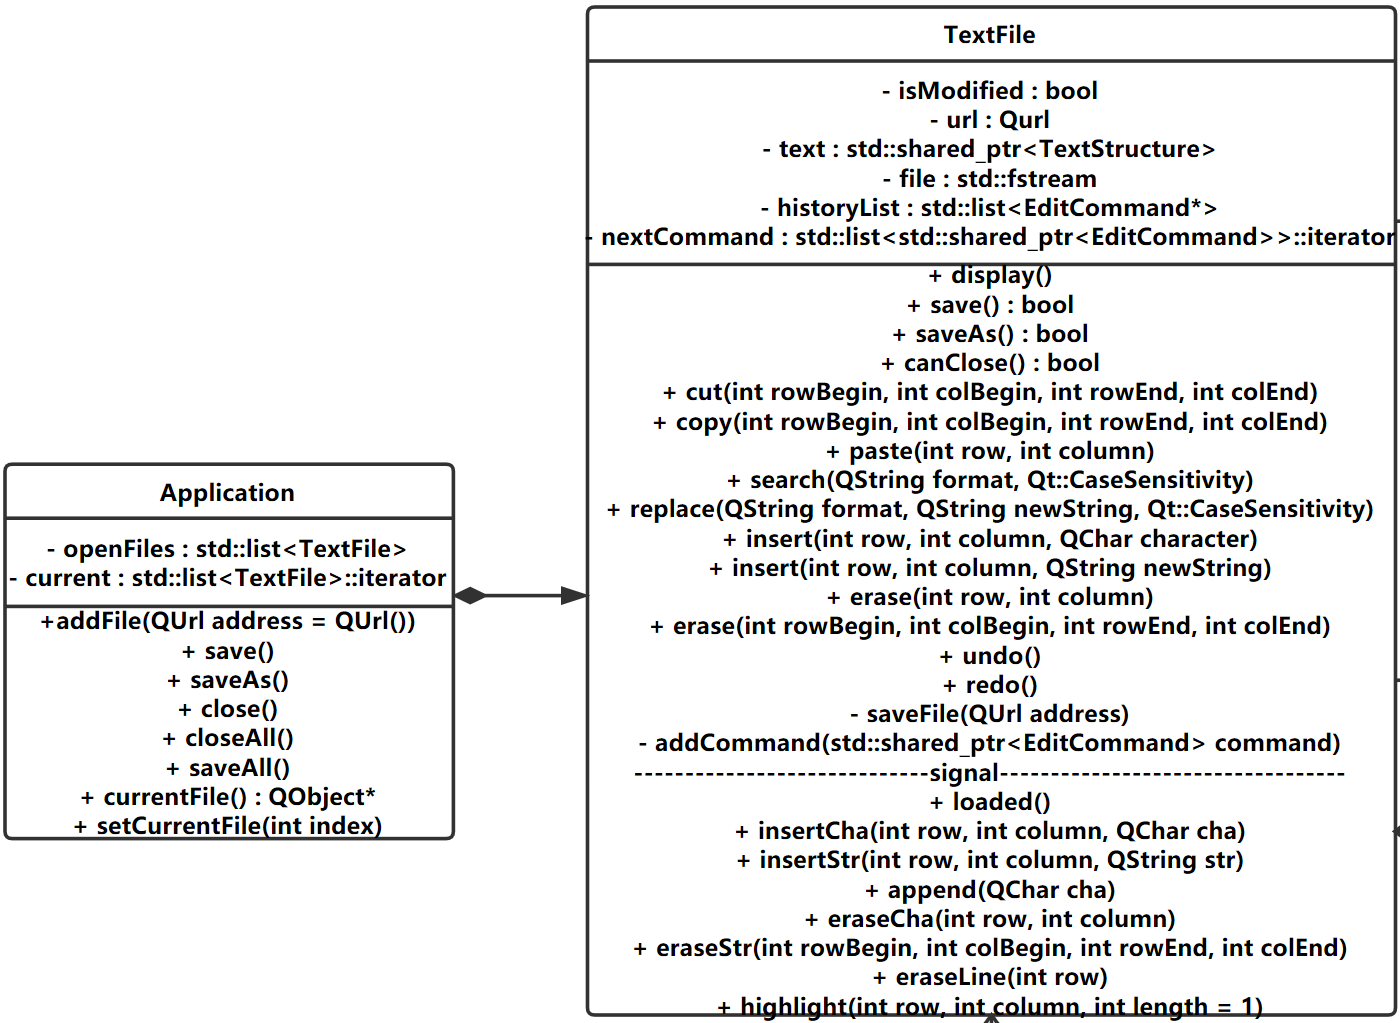 TextFile
- isModified : bool
- url : Qurl
- text : std::shared_ptr<TextStructure>
- file : std::fstream
- historyList : std::list<EditCommand*>
- nextCommand : std::list<std::shared_ptr<EditCommand>>::iterator
+ display()
+ save() : bool
+ saveAs() : bool
+ canClose() : bool
+ cut(int rowBegin, int colBegin, int rowEnd, int colEnd)
+ copy(int rowBegin, int colBegin, int rowEnd, int colEnd)
+ paste(int row, int column)
+ search(QString format, Qt::CaseSensitivity)
+ replace(QString format, QString newString, Qt::CaseSensitivity)
+ insert(int row, int column, QChar character)
+ insert(int row, int column, QString newString)
+ erase(int row, int column)
+ erase(int rowBegin, int colBegin, int rowEnd, int colEnd)
+ undo()
+ redo()
- saveFile(QUrl address)
- addCommand(std::shared_ptr<EditCommand> command)
-----------------------------signal----------------------------------
+ loaded()
+ insertCha(int row, int column, QChar cha)
+ insertStr(int row, int column, QString str)
+ append(QChar cha)
+ eraseCha(int row, int column)
+ eraseStr(int rowBegin, int colBegin, int rowEnd, int colEnd)
+ eraseLine(int row)
+ highlight(int row, int column, int length = 1)
Application
- openFiles : std::list<TextFile>
- current : std::list<TextFile>::iterator
+addFile(QUrl address = QUrl())
+ save()
+ saveAs()
+ close()
+ closeAll()
+ saveAll()
+ currentFile() : QObject*
+ setCurrentFile(int index)